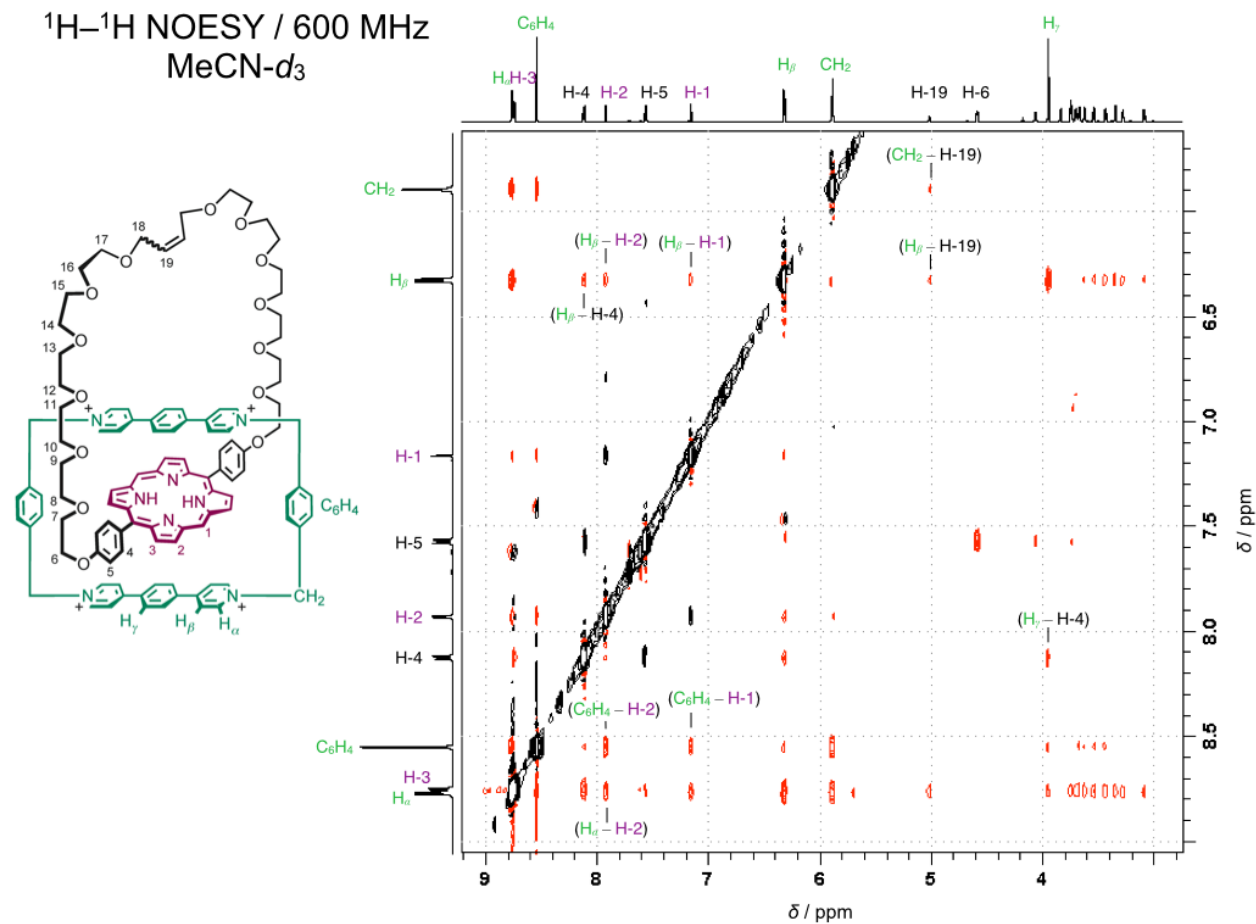 ¹H–¹H NOESY / 600 MHz
MeCN-d₃
C₆H₄
Hα H-3
H-4
H-2
H-5
H-1
Hβ
CH₂
H-19
H-6
Hγ
CH₂
Hβ
H-1
H-5
H-2
H-4
C₆H₄
H-3
Hα
(CH₂ – H-19)
(Hβ – H-2)
(Hβ – H-1)
(Hβ – H-19)
(Hβ – H-4)
(Hγ – H-4)
(C₆H₄ – H-2)
(C₆H₄ – H-1)
(Hα – H-2)
6.5
7.0
7.5
8.0
8.5
δ / ppm
9 8 7 6 5 4
δ / ppm
18
19
17
16
15
14
13
12
11
10
9
8
7
6
5
4
3
2
1
O
O
O
O
O
O
O
O
O
O
O
O
O
O
N
+
N
+
N
+
N
+
N
NH
HN
N
C₆H₄
CH₂
Hγ
Hβ
Hα